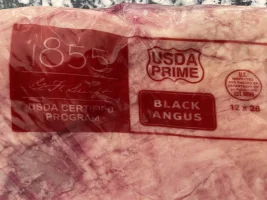 1855
USDA CERTIFIED
PROGRAM
USDA
PRIME
BLACK
ANGUS
U.S.
12 x 28